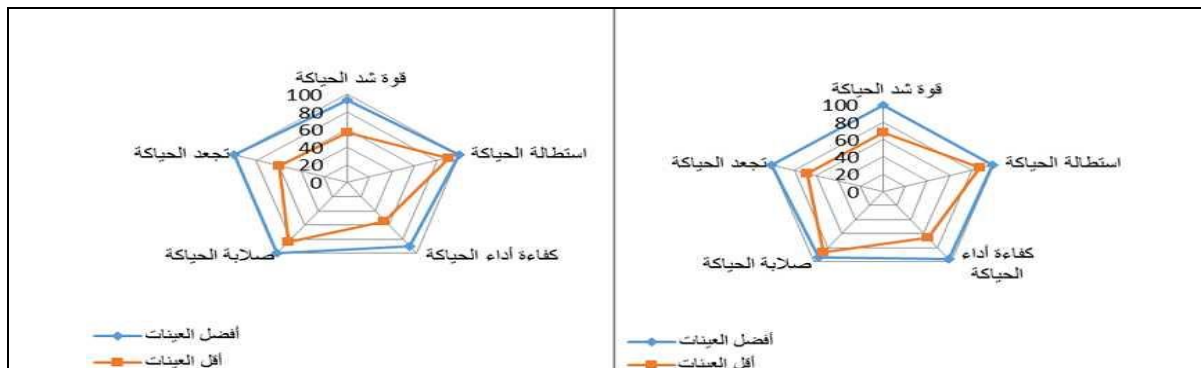 قوة شد الحياكة
100
80
60
40
20
0
استطالة الحياكة
كفاءة أداء الحياكة
صلابة الحياكة
تجعد الحياكة
أفضل العينات
أقل العينات
قوة شد الحياكة
100
80
60
40
20
0
استطالة الحياكة
كفاءة أداء
الحياكة
صلابة الحياكة
تجعد الحياكة
أفضل العينات
أقل العينات